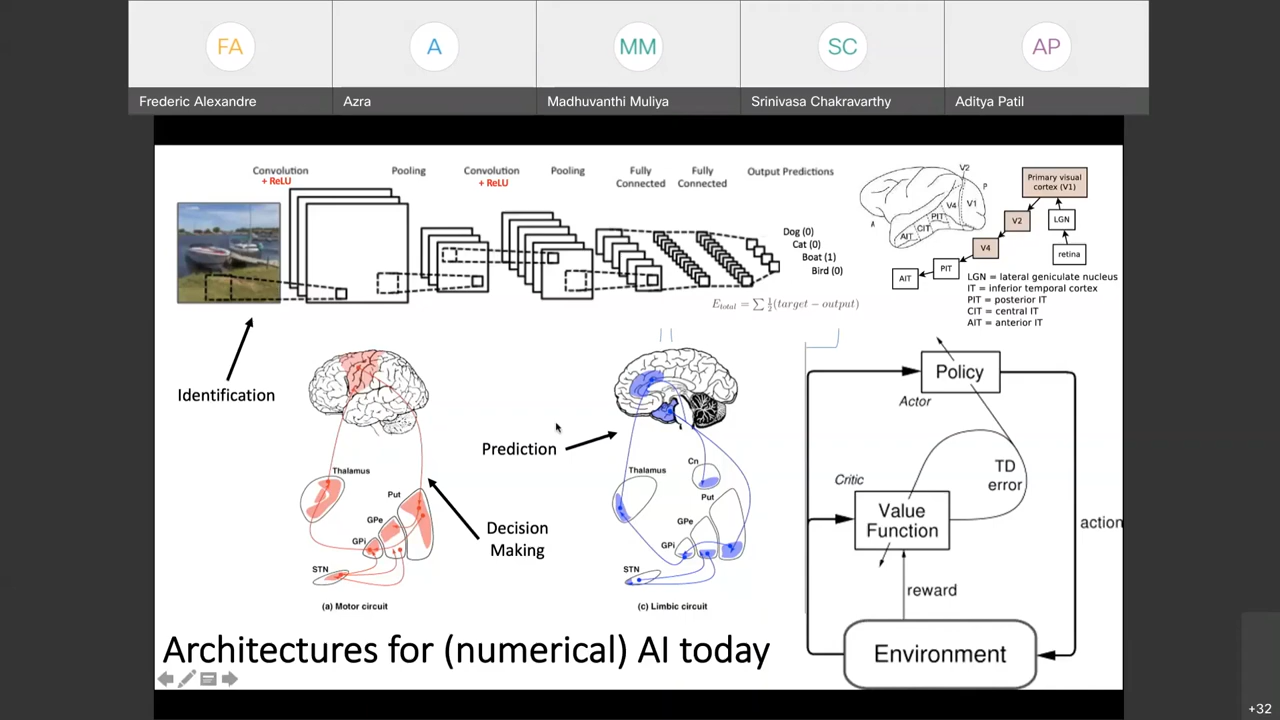 FA
A
MM
SC
AP
Frederic Alexandre
Azra
Madhuvanthi Muliya
Srinivasa Chakravarthy
Aditya Patil
Convolution
+ ReLU
Pooling
Convolution
+ ReLU
Pooling
Fully
Connected
Fully
Connected
Output Predictions
Dog (0)
Cat (0)
Boat (1)
Bird (0)
E_total = ∑ ½(target − output)
V2
P
V4
V1
PIT
CIT
AIT
A
Primary visual
cortex (V1)
V2
LGN
V4
retina
PIT
AIT
LGN = lateral geniculate nucleus
IT = inferior temporal cortex
PIT = posterior IT
CIT = central IT
AIT = anterior IT
Identification
Thalamus
Put
GPe
GPi
STN
(a) Motor circuit
Decision
Making
Prediction
Cn
Thalamus
Put
GPe
GPi
STN
(c) Limbic circuit
Policy
Actor
TD
error
Critic
Value
Function
action
reward
Environment
Architectures for (numerical) AI today
+32